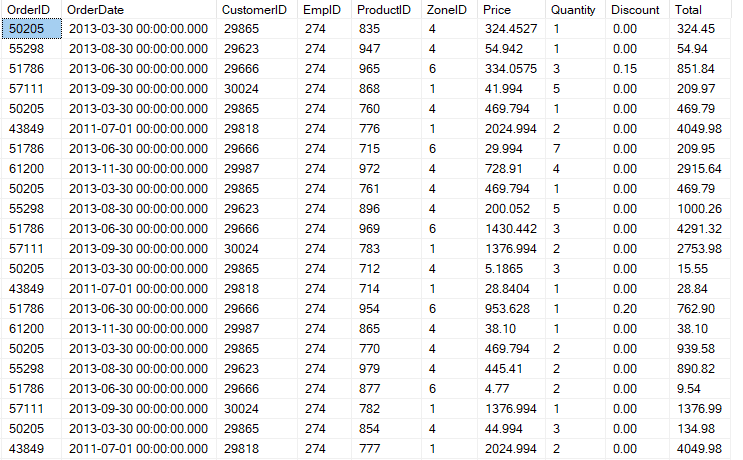 OrderID OrderDate CustomerID EmpID ProductID ZoneID Price Quantity Discount Total
50205 2013-03-30 00:00:00.000 29865 274 835 4 324.4527 1 0.00 324.45
55298 2013-08-30 00:00:00.000 29623 274 947 4 54.942 1 0.00 54.94
51786 2013-06-30 00:00:00.000 29666 274 965 6 334.0575 3 0.15 851.84
57111 2013-09-30 00:00:00.000 30024 274 868 1 41.994 5 0.00 209.97
50205 2013-03-30 00:00:00.000 29865 274 760 4 469.794 1 0.00 469.79
43849 2011-07-01 00:00:00.000 29818 274 776 1 2024.994 2 0.00 4049.98
51786 2013-06-30 00:00:00.000 29666 274 715 6 29.994 7 0.00 209.95
61200 2013-11-30 00:00:00.000 29987 274 972 4 728.91 4 0.00 2915.64
50205 2013-03-30 00:00:00.000 29865 274 761 4 469.794 1 0.00 469.79
55298 2013-08-30 00:00:00.000 29623 274 896 4 200.052 5 0.00 1000.26
51786 2013-06-30 00:00:00.000 29666 274 969 6 1430.442 3 0.00 4291.32
57111 2013-09-30 00:00:00.000 30024 274 783 1 1376.994 2 0.00 2753.98
50205 2013-03-30 00:00:00.000 29865 274 712 4 5.1865 3 0.00 15.55
43849 2011-07-01 00:00:00.000 29818 274 714 1 28.8404 1 0.00 28.84
51786 2013-06-30 00:00:00.000 29666 274 954 6 953.628 1 0.20 762.90
61200 2013-11-30 00:00:00.000 29987 274 865 4 38.10 1 0.00 38.10
50205 2013-03-30 00:00:00.000 29865 274 770 4 469.794 2 0.00 939.58
55298 2013-08-30 00:00:00.000 29623 274 979 4 445.41 2 0.00 890.82
51786 2013-06-30 00:00:00.000 29666 274 877 6 4.77 2 0.00 9.54
57111 2013-09-30 00:00:00.000 30024 274 782 1 1376.994 1 0.00 1376.99
50205 2013-03-30 00:00:00.000 29865 274 854 4 44.994 3 0.00 134.98
43849 2011-07-01 00:00:00.000 29818 274 777 1 2024.994 2 0.00 4049.98